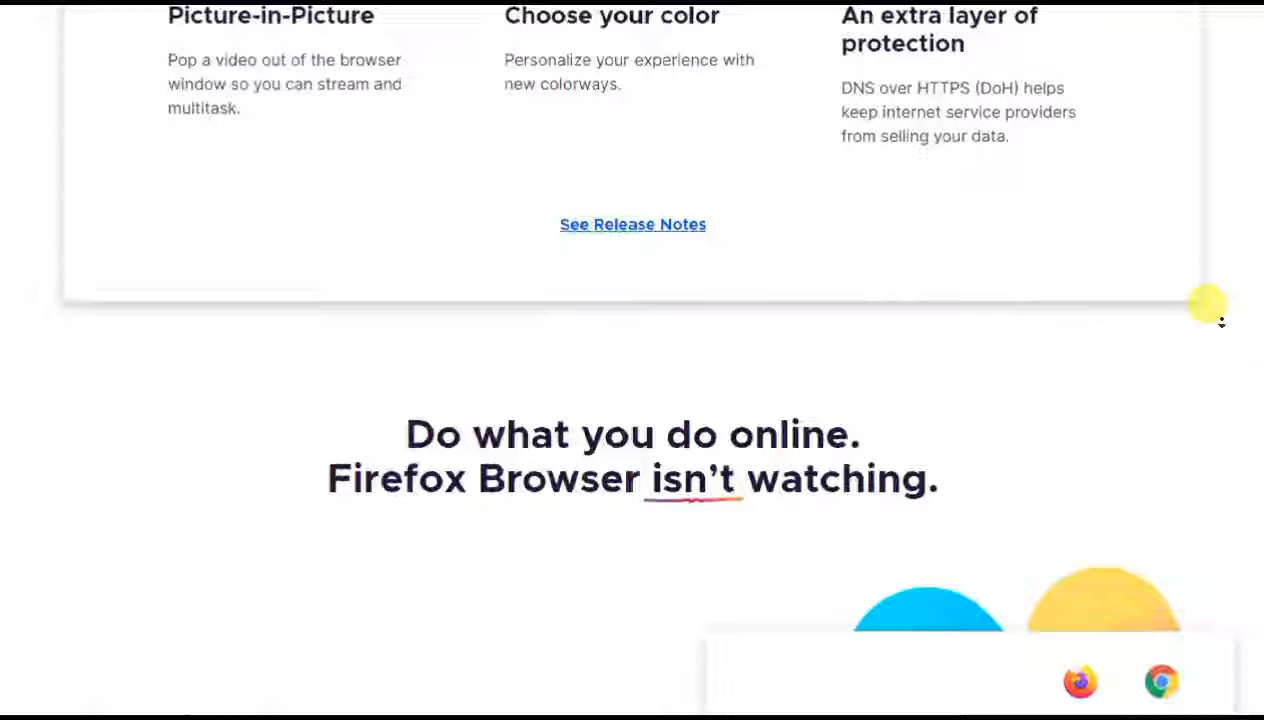 Picture-in-Picture
Pop a video out of the browser
window so you can stream and
multitask.
Choose your color
Personalize your experience with
new colorways.
An extra layer of
protection
DNS over HTTPS (DoH) helps
keep internet service providers
from selling your data.
See Release Notes
Do what you do online.
Firefox Browser isn’t watching.